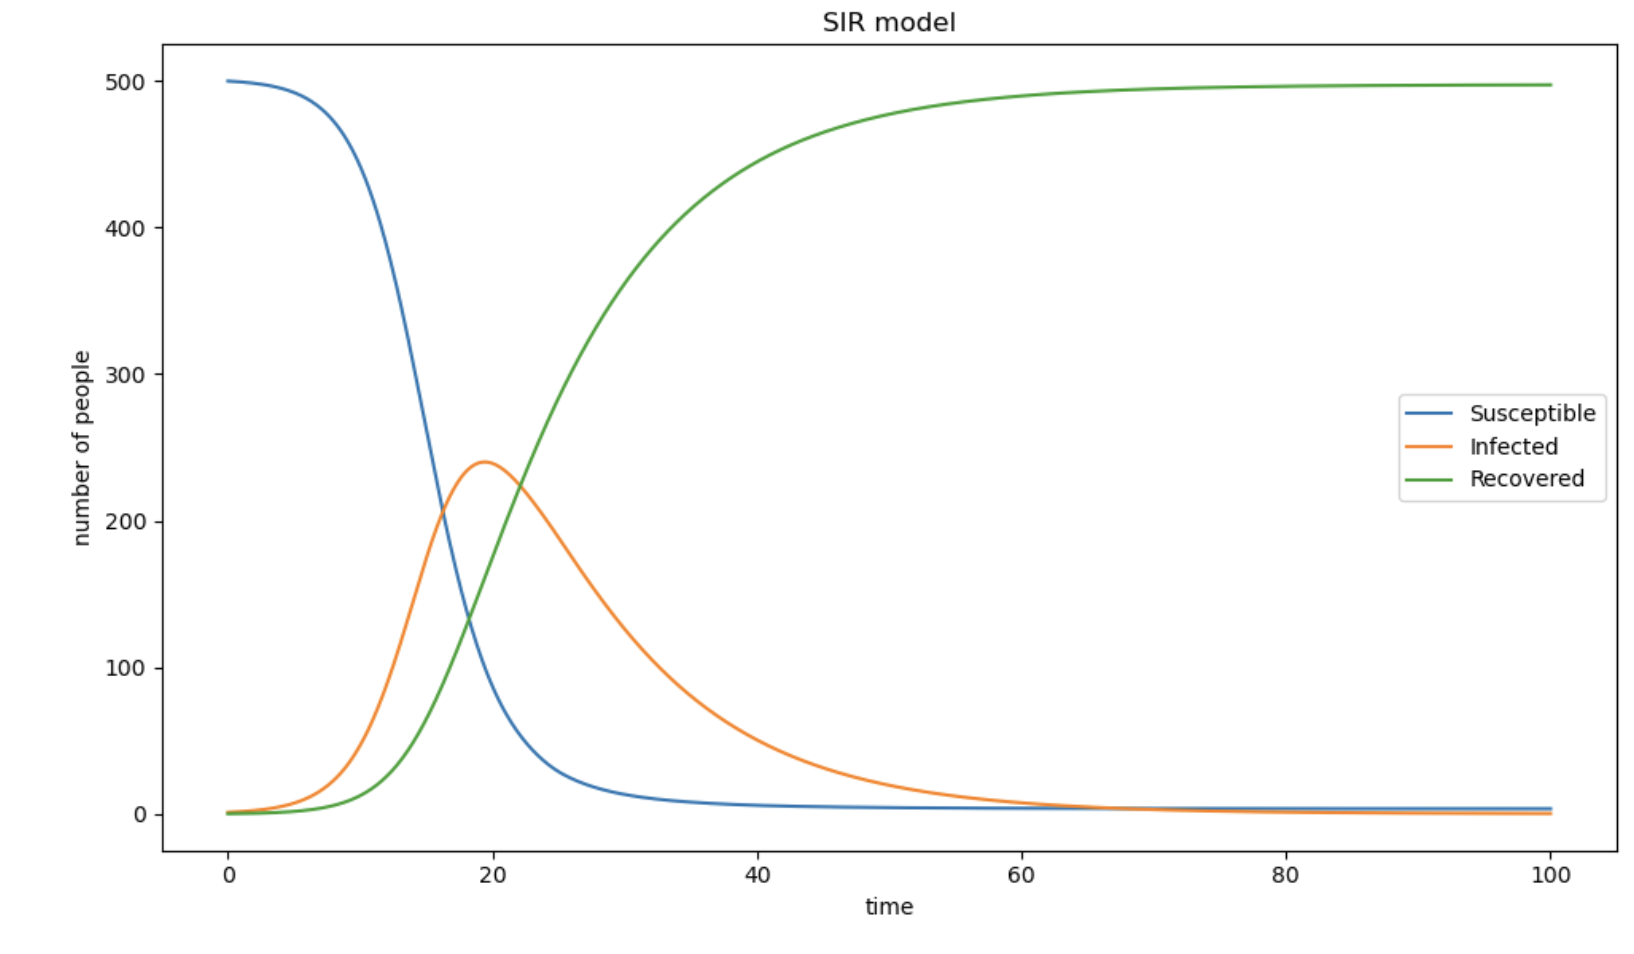 SIR model
500
400
300
200
100
0
number of people
Susceptible
Infected
Recovered
0 20 40 60 80 100
time